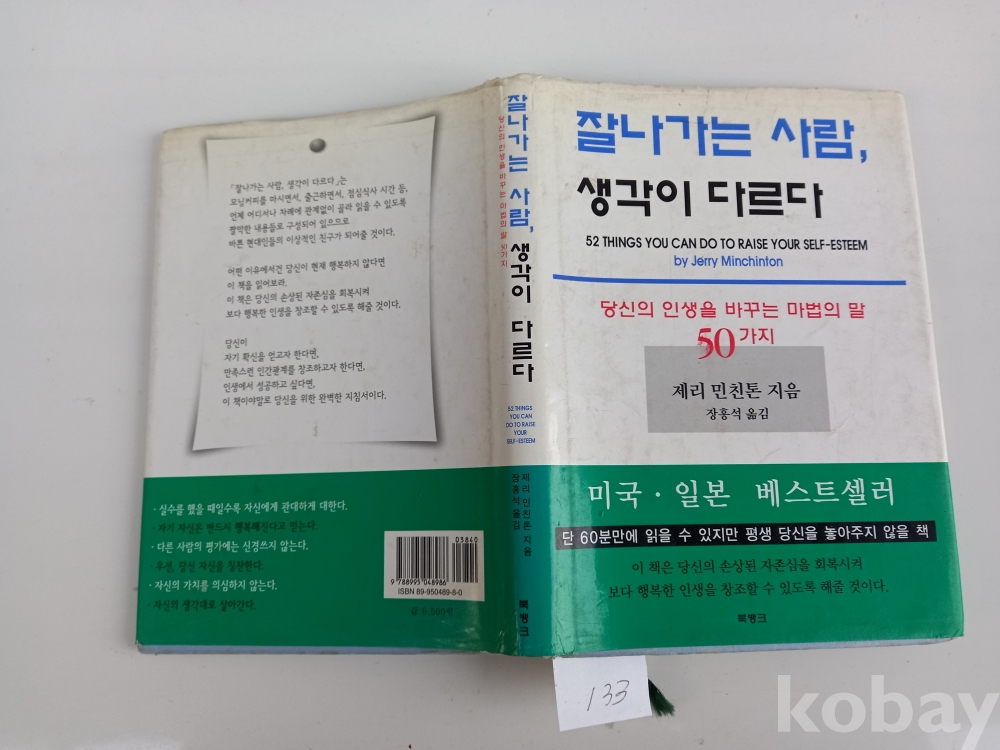 『잘나가는 사람, 생각이 다르다』는
모닝커피를 마시면서, 출근하면서, 점심식사 시간 등,
언제 어디서나 차례에 관계없이 골라 읽을 수 있도록
짤막한 내용들로 구성되어 있으므로
바쁜 현대인들의 이상적인 친구가 되어줄 것이다.
어떤 이유에서건 당신이 현재 행복하지 않다면
이 책을 읽어보라.
이 책은 당신의 손상된 자존심을 회복시켜
보다 행복한 인생을 창조할 수 있도록 해줄 것이다.
당신이
자기 확신을 얻고자 한다면,
만족스런 인간관계를 창조하고자 한다면,
인생에서 성공하고 싶다면,
이 책이야말로 당신을 위한 완벽한 지침서이다.
· 실수를 했을 때일수록 자신에게 관대하게 대한다.
· 자기 자신은 반드시 행복해진다고 믿는다.
· 다른 사람의 평가에는 신경쓰지 않는다.
· 우선, 당신 자신을 칭찬한다.
· 자신의 가치를 의심하지 않는다.
· 자신의 생각대로 살아간다.
03840
9 788995 048986
ISBN 89-950489-8-0
값 6,500원
잘나가는 사람, 생각이 다르다
당신의 인생을 바꾸는 마법의 말 50가지
52 THINGS
YOU CAN
DO TO RAISE
YOUR
SELF-ESTEEM
제리 민친톤 지음
장홍석 옮김
북뱅크
잘나가는 사람,
생각이 다르다
52 THINGS YOU CAN DO TO RAISE YOUR SELF-ESTEEM
by Jerry Minchinton
당신의 인생을 바꾸는 마법의 말
50가지
제리 민친톤 지음
장홍석 옮김
미국 · 일본 베스트셀러
단 60분만에 읽을 수 있지만 평생 당신을 놓아주지 않을 책
이 책은 당신의 손상된 자존심을 회복시켜
보다 행복한 인생을 창조할 수 있도록 해줄 것이다.
북뱅크
133
kobay